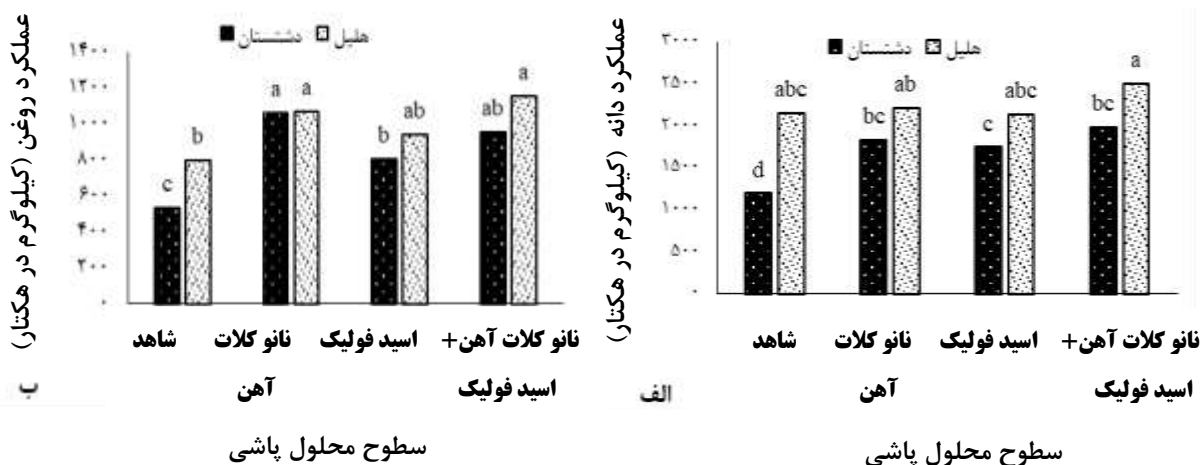 عملکرد دانه (کیلوگرم در هکتار)
دشتستان هلیل
۳۰۰۰
۲۵۰۰
۲۰۰۰
۱۵۰۰
۱۰۰۰
۵۰۰
۰
d abc
bc ab
c abc
bc a
شاهد نانو کلات اسید فولیک نانو کلات آهن+
آهن اسید فولیک
الف
سطوح محلول پاشی
عملکرد روغن (کیلوگرم در هکتار)
دشتستان هلیل
۱۴۰۰
۱۲۰۰
۱۰۰۰
۸۰۰
۶۰۰
۴۰۰
۲۰۰
۰
c b
a a
b ab
ab a
شاهد نانو کلات اسید فولیک نانو کلات آهن+
آهن اسید فولیک
ب
سطوح محلول پاشی